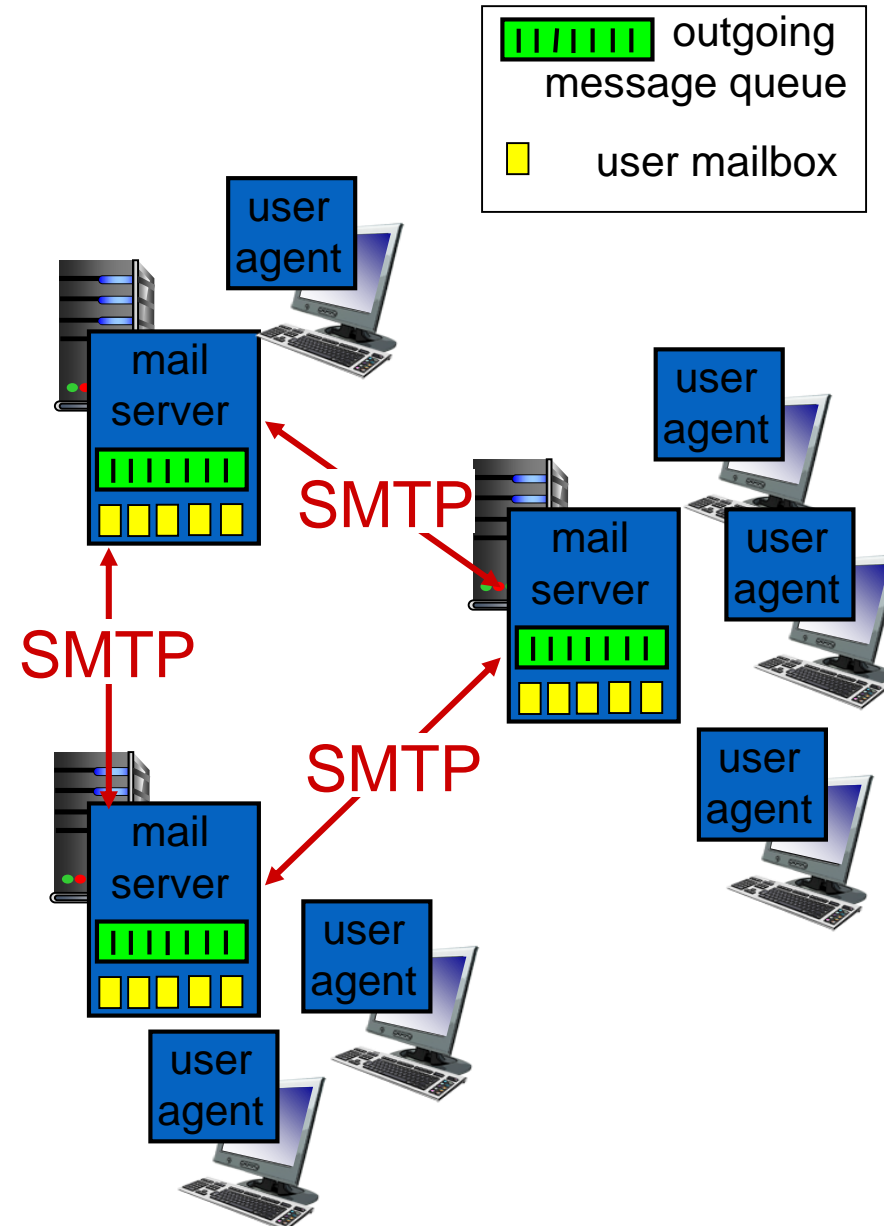 outgoing
message queue
user mailbox
user
agent
mail
server
user
agent
SMTP
mail
server
user
agent
SMTP
SMTP
user
agent
mail
server
user
agent
user
agent